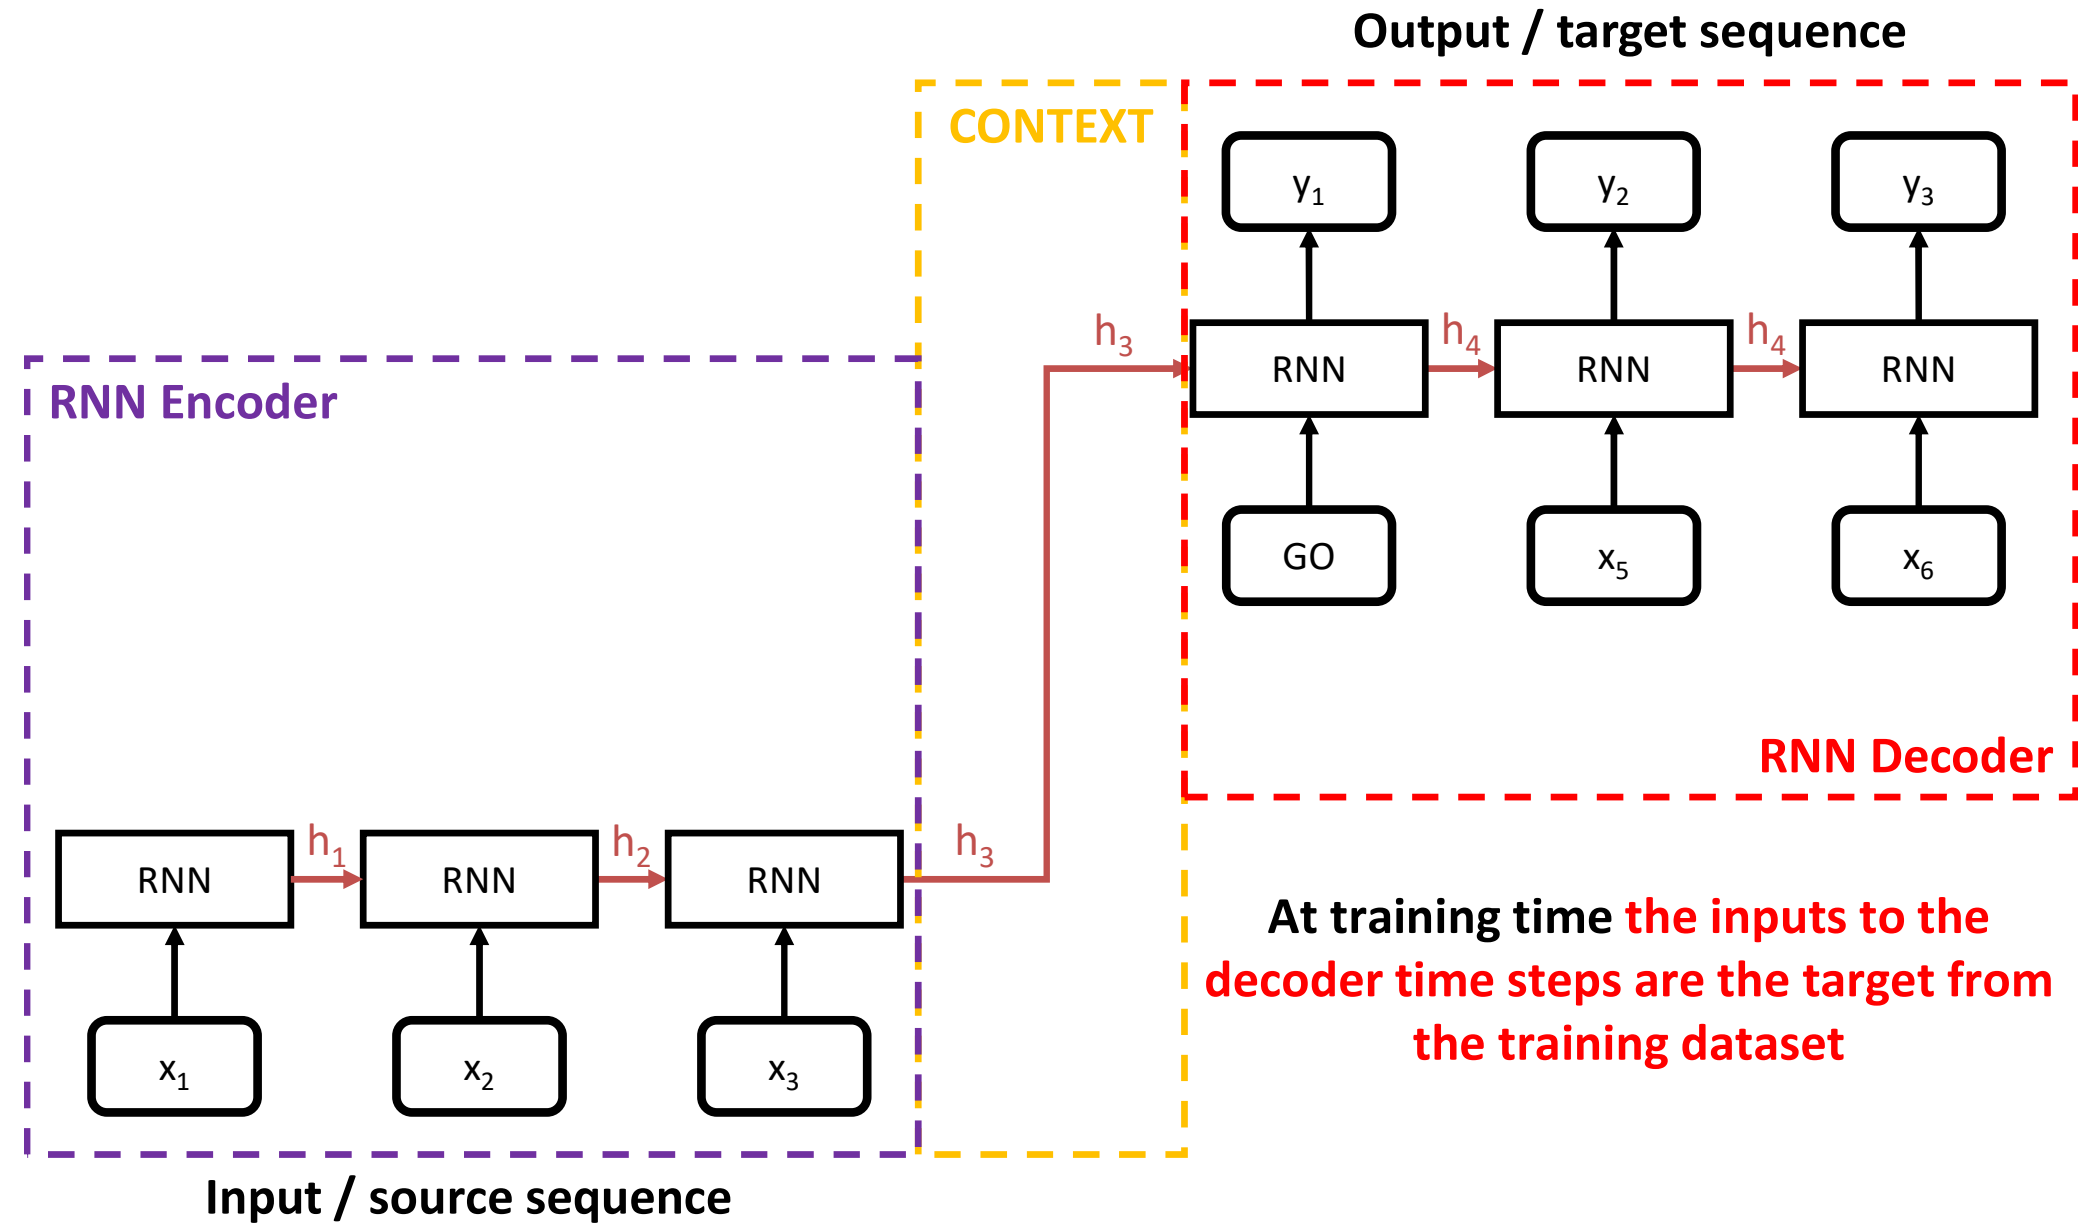 Output / target sequence
CONTEXT
y₁ y₂ y₃
h₃ h₄ h₄
RNN RNN RNN
RNN Encoder
GO x₅ x₆
RNN Decoder
h₁ h₂ h₃
RNN RNN RNN
At training time the inputs to the
decoder time steps are the target from
the training dataset
x₁ x₂ x₃
Input / source sequence